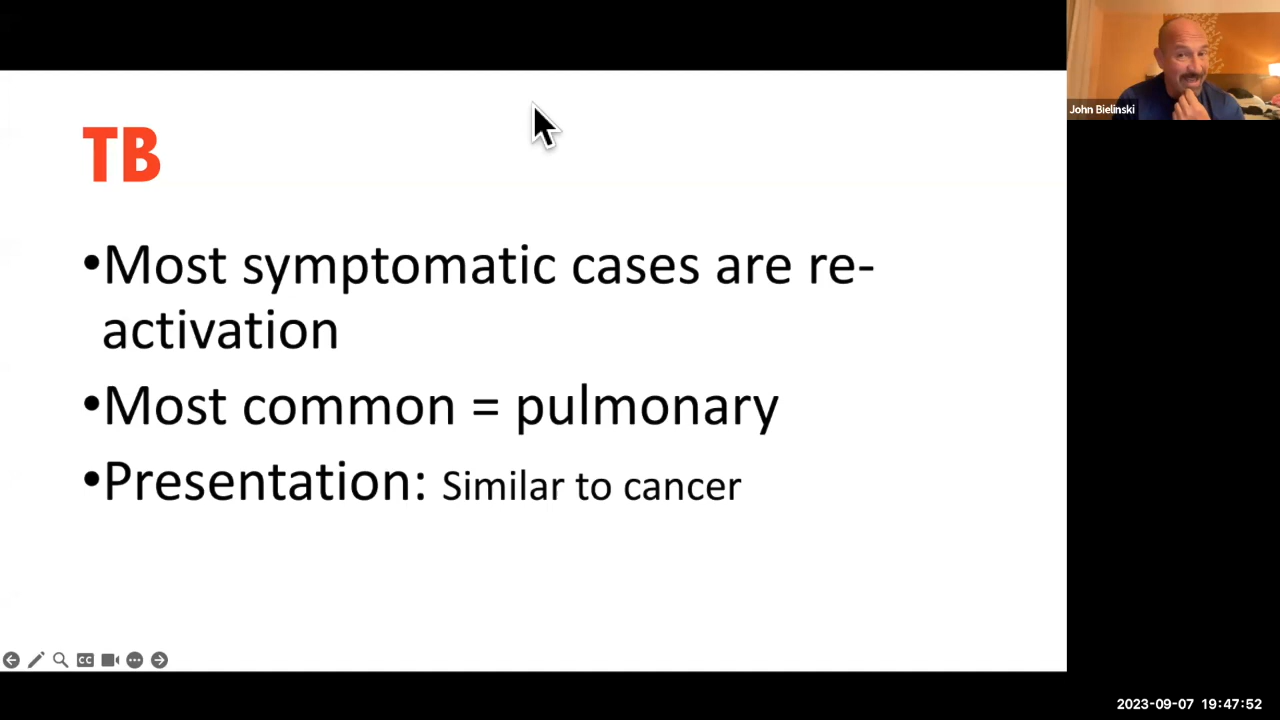 John Bielinski
TB
•Most symptomatic cases are re-
activation
•Most common = pulmonary
•Presentation: Similar to cancer
CC
2023-09-07 19:47:52